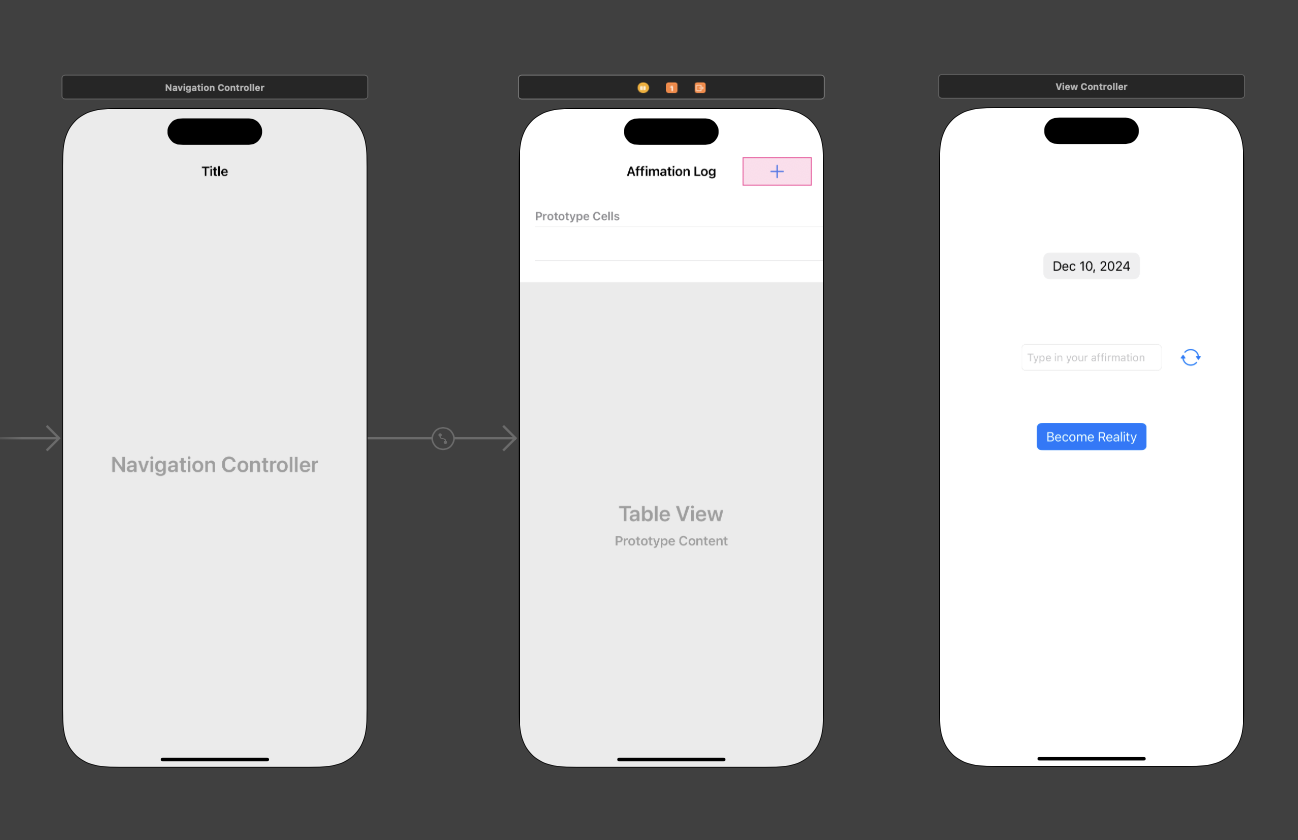 Navigation Controller
Title
Navigation Controller
Affimation Log
Prototype Cells
Table View
Prototype Content
View Controller
Dec 10, 2024
Type in your affirmation
Become Reality